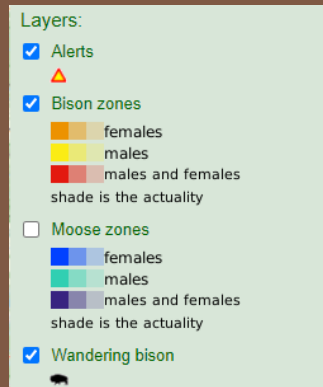 Layers:
Alerts
Bison zones
females
males
males and females
shade is the actuality
Moose zones
females
males
males and females
shade is the actuality
Wandering bison